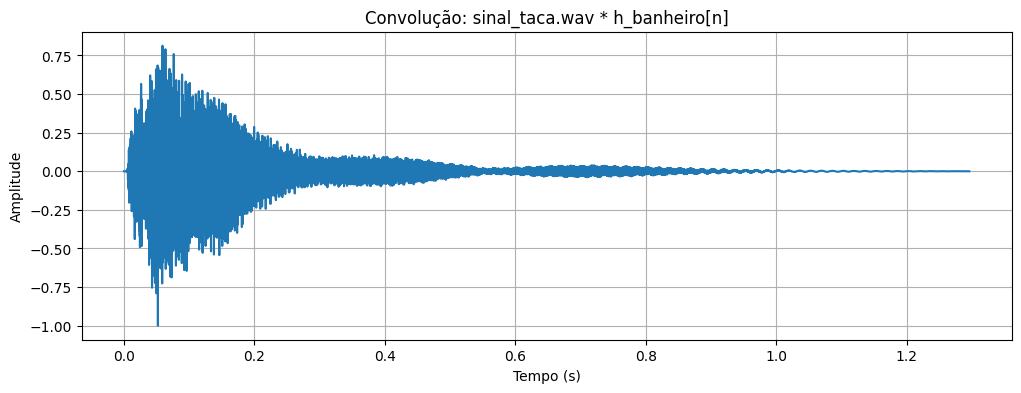 Convolução: sinal_taca.wav * h_banheiro[n]
0.75
0.50
0.25
0.00
−0.25
−0.50
−0.75
−1.00
Amplitude
0.0 0.2 0.4 0.6 0.8 1.0 1.2
Tempo (s)